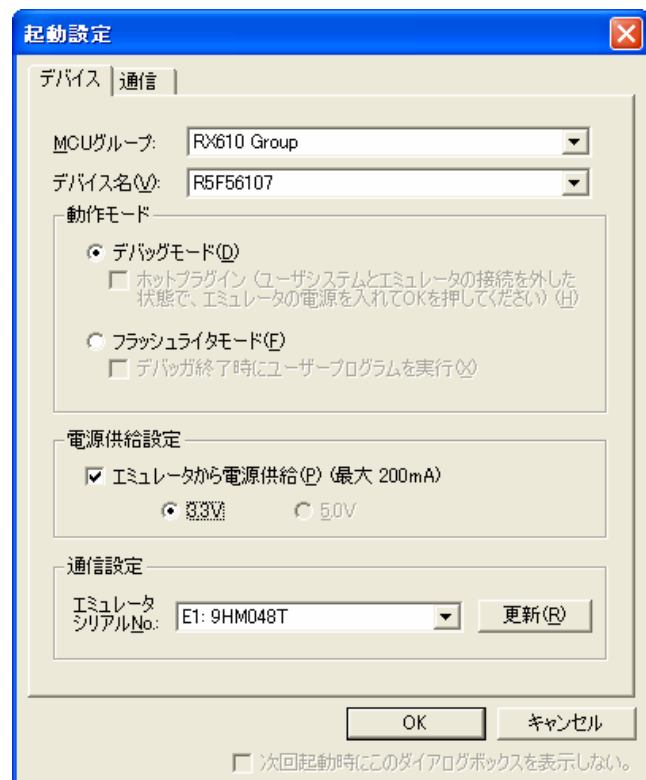 起動設定
デバイス
通信
MCUグループ:
RX610 Group
デバイス名(V):
R5F56107
動作モード
デバッグモード(D)
ホットプラグイン (ユーザシステムとエミュレータの接続を外した
状態で、エミュレータの電源を入れてOKを押してください) (H)
フラッシュライタモード(F)
デバッガ終了時にユーザープログラムを実行(X)
電源供給設定
エミュレータから電源供給(P) (最大 200mA)
3.3V
5.0V
通信設定
エミュレータ
シリアルNo.:
E1: 9HM048T
更新(R)
OK
キャンセル
次回起動時にこのダイアログボックスを表示しない。